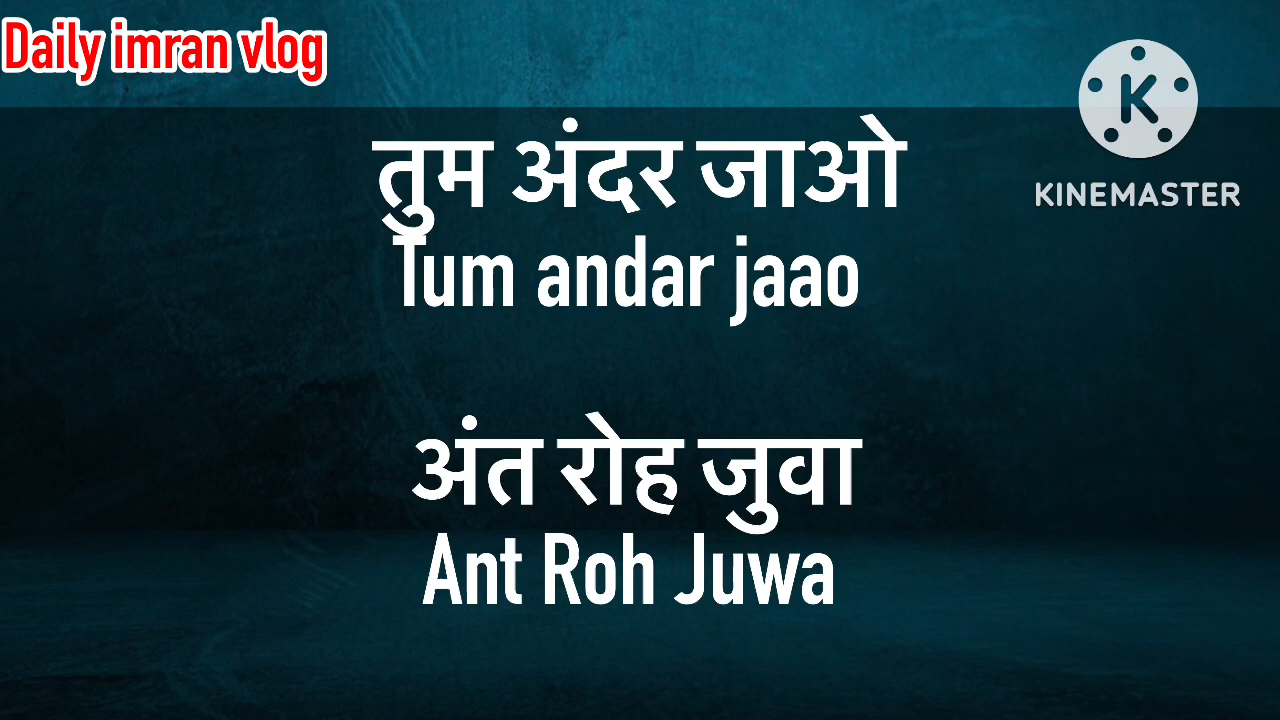 Daily imran vlog
K
KINEMASTER
तुम अंदर जाओ
Tum andar jaao
अंत रोह जुवा
Ant Roh Juwa